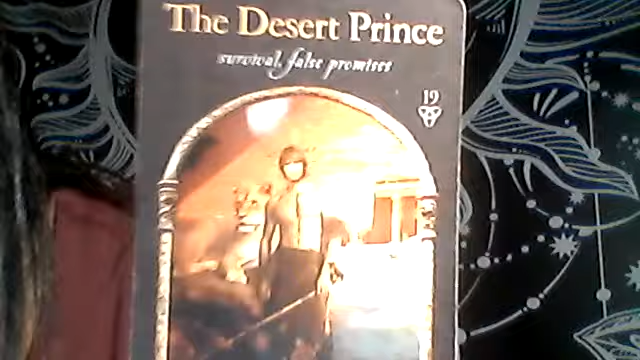 The Desert Prince
survival, false promises
19